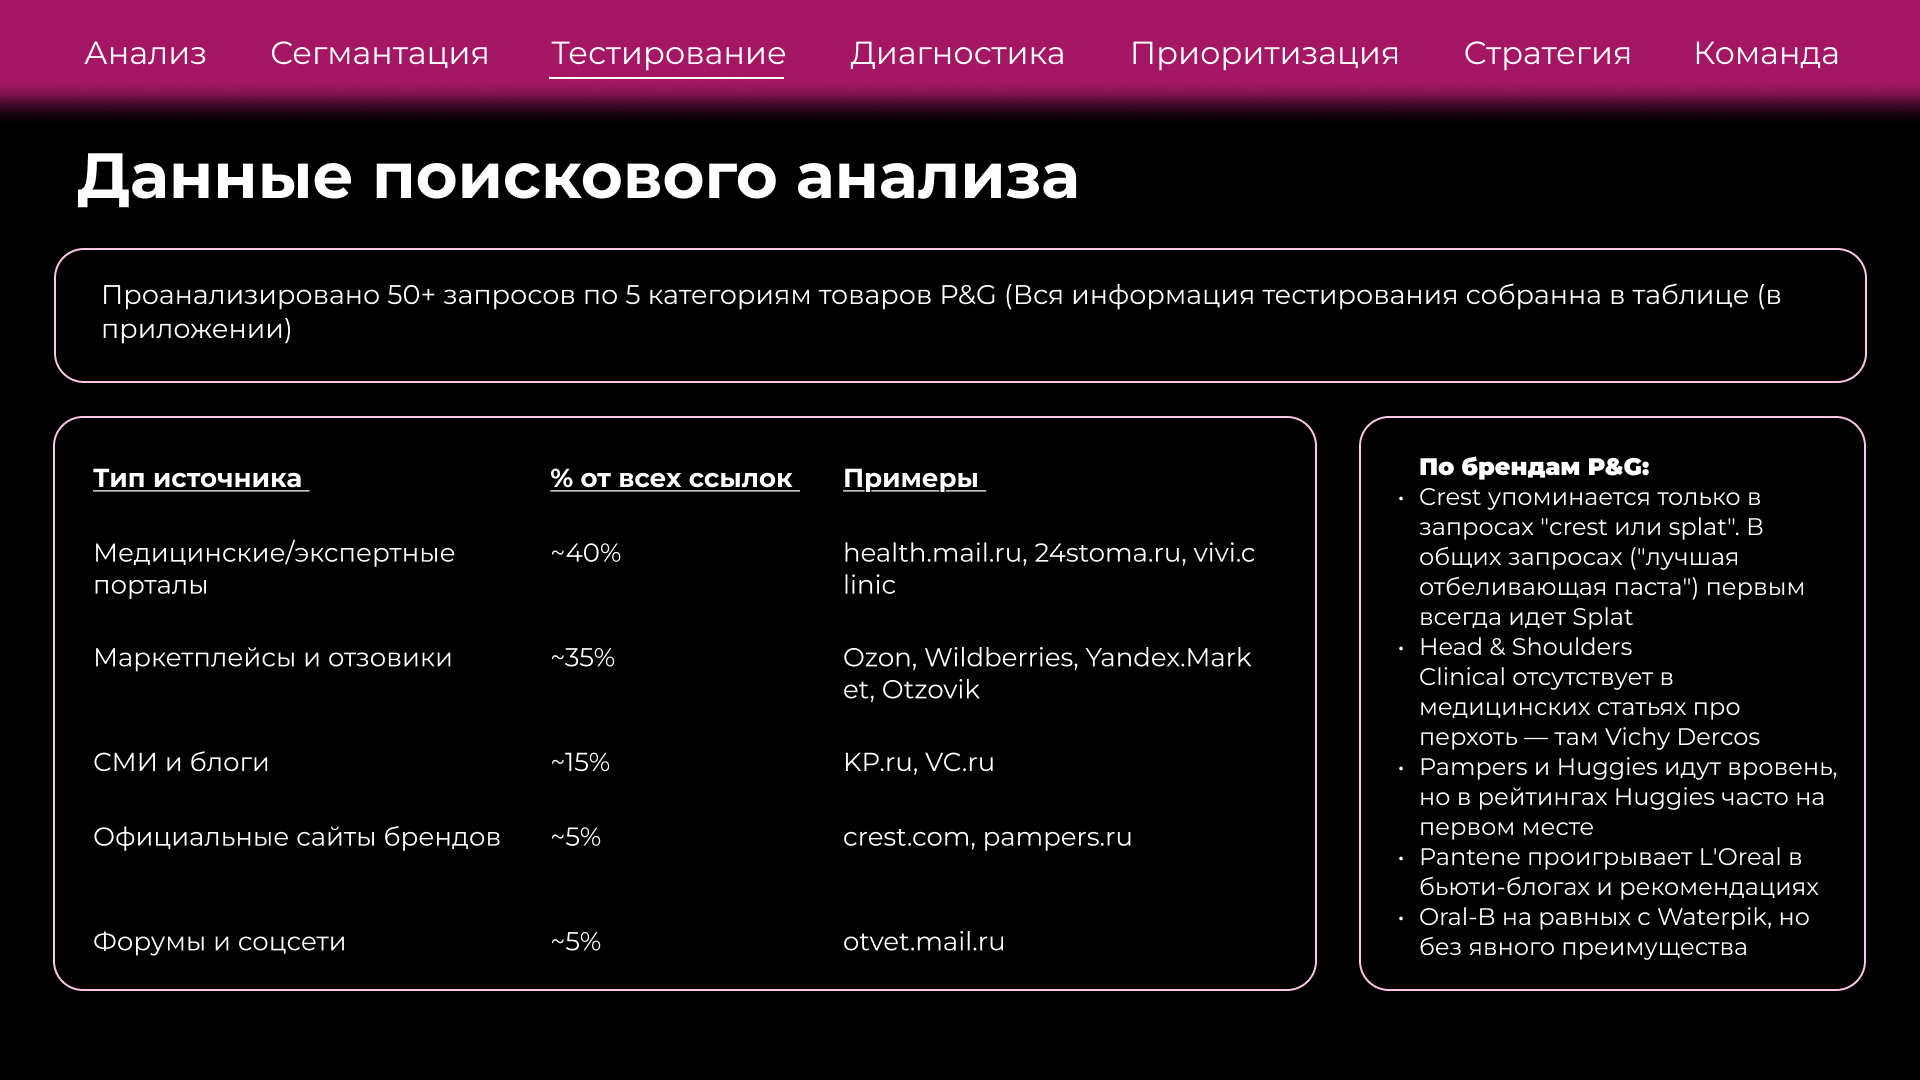 Анализ Сегмантация Тестирование Диагностика Приоритизация Стратегия Команда
Данные поискового анализа
Проанализировано 50+ запросов по 5 категориям товаров P&G (Вся информация тестирования собранна в таблице (в
приложении)
Тип источника % от всех ссылок Примеры
Медицинские/экспертные ~40% health.mail.ru, 24stoma.ru, vivi.c
порталы linic
Маркетплейсы и отзовики ~35% Ozon, Wildberries, Yandex.Mark
et, Otzovik
СМИ и блоги ~15% KP.ru, VC.ru
Официальные сайты брендов ~5% crest.com, pampers.ru
Форумы и соцсети ~5% otvet.mail.ru
По брендам P&G:
• Crest упоминается только в
запросах "crest или splat". В
общих запросах ("лучшая
отбеливающая паста") первым
всегда идет Splat
• Head & Shoulders
Clinical отсутствует в
медицинских статьях про
перхоть — там Vichy Dercos
• Pampers и Huggies идут вровень,
но в рейтингах Huggies часто на
первом месте
• Pantene проигрывает L'Oreal в
бьюти-блогах и рекомендациях
• Oral-B на равных с Waterpik, но
без явного преимущества